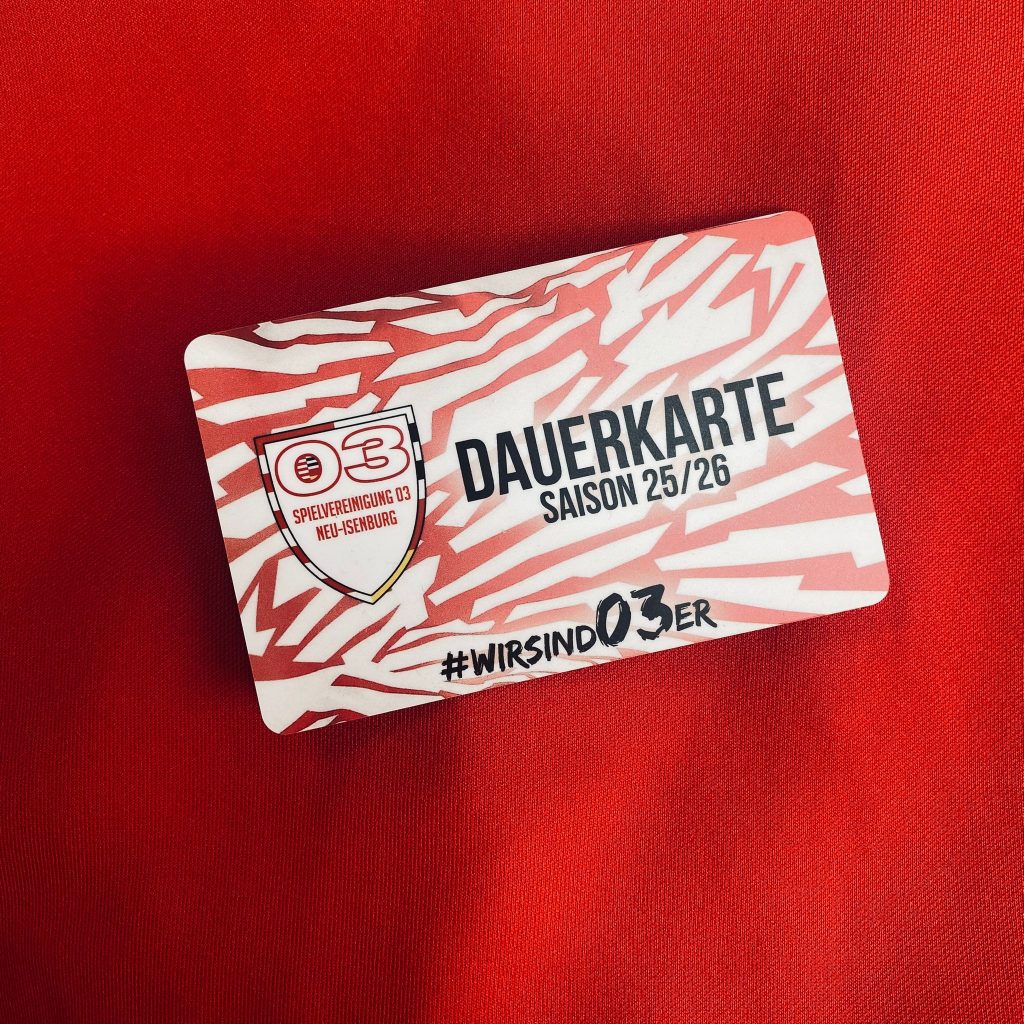 03
SPIELVEREINIGUNG 03
NEU-ISENBURG
DAUERKARTE
SAISON 25/26
#WIRSIND03ER